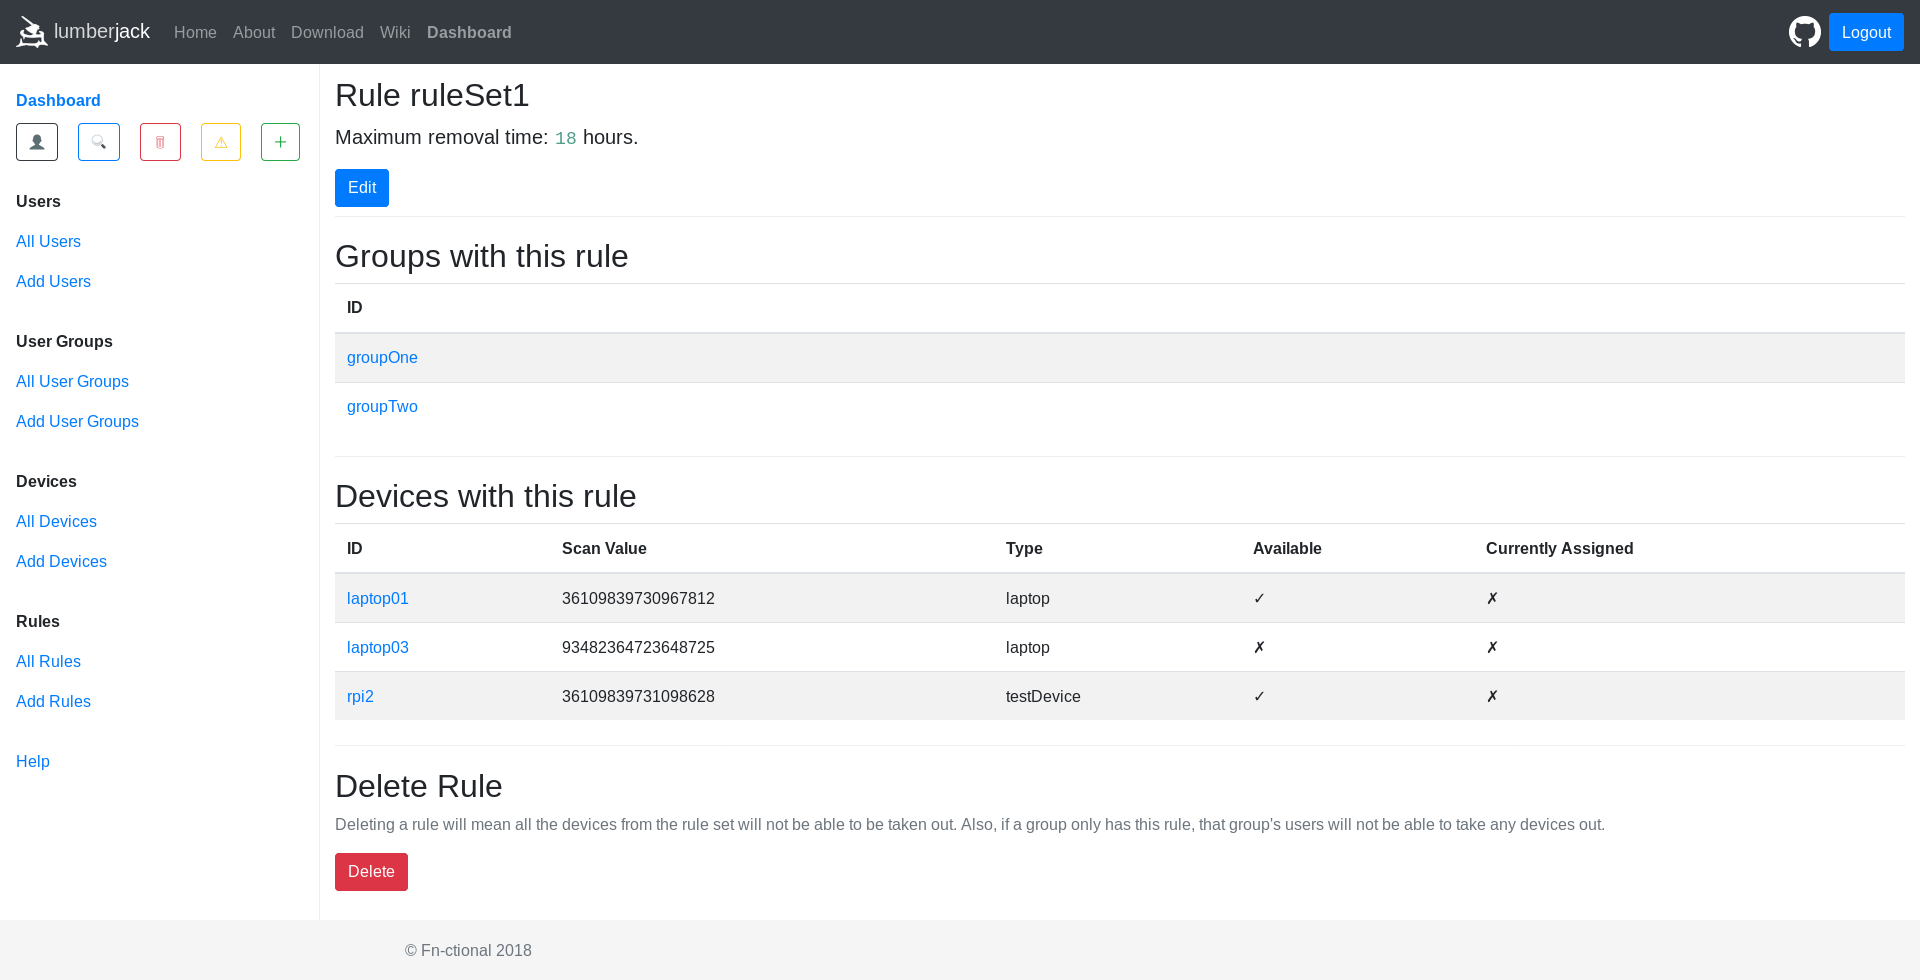 lumberjack Home About Download Wiki Dashboard Logout
Dashboard
Users
All Users
Add Users
User Groups
All User Groups
Add User Groups
Devices
All Devices
Add Devices
Rules
All Rules
Add Rules
Help
Rule ruleSet1
Maximum removal time: 18 hours.
Edit
Groups with this rule
ID
groupOne
groupTwo
Devices with this rule
ID Scan Value Type Available Currently Assigned
laptop01 36109839730967812 laptop ✓ ✗
laptop03 93482364723648725 laptop ✗ ✗
rpi2 36109839731098628 testDevice ✓ ✗
Delete Rule
Deleting a rule will mean all the devices from the rule set will not be able to be taken out. Also, if a group only has this rule, that group's users will not be able to take any devices out.
Delete
© Fn-ctional 2018